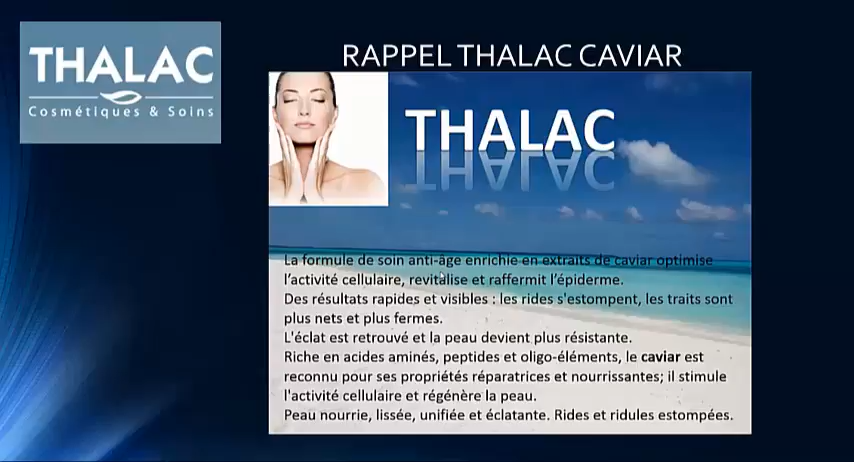 THALAC
Cosmétiques & Soins
RAPPEL THALAC CAVIAR
THALAC
La formule de soin anti-âge enrichie en extraits de caviar optimise
l'activité cellulaire, revitalise et raffermit l'épiderme.
Des résultats rapides et visibles : les rides s'estompent, les traits sont
plus nets et plus fermes.
L'éclat est retrouvé et la peau devient plus résistante.
Riche en acides aminés, peptides et oligo-éléments, le caviar est
reconnu pour ses propriétés réparatrices et nourrissantes; il stimule
l'activité cellulaire et régénère la peau.
Peau nourrie, lissée, unifiée et éclatante. Rides et ridules estompées.